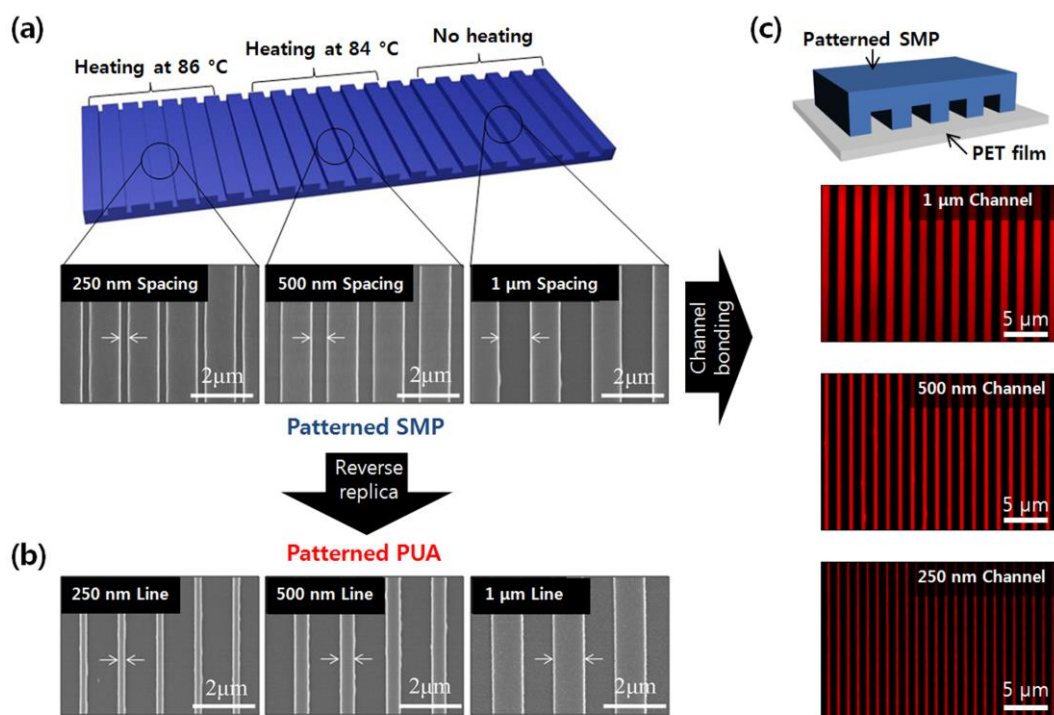 (a)
Heating at 86 °C
Heating at 84 °C
No heating
250 nm Spacing
500 nm Spacing
1 μm Spacing
2μm
2μm
2μm
Patterned SMP
Reverse
replica
Channel
bonding
(b)
Patterned PUA
250 nm Line
500 nm Line
1 μm Line
2μm
2μm
2μm
(c)
Patterned SMP
PET film
1 μm Channel
5 μm
500 nm Channel
5 μm
250 nm Channel
5 μm